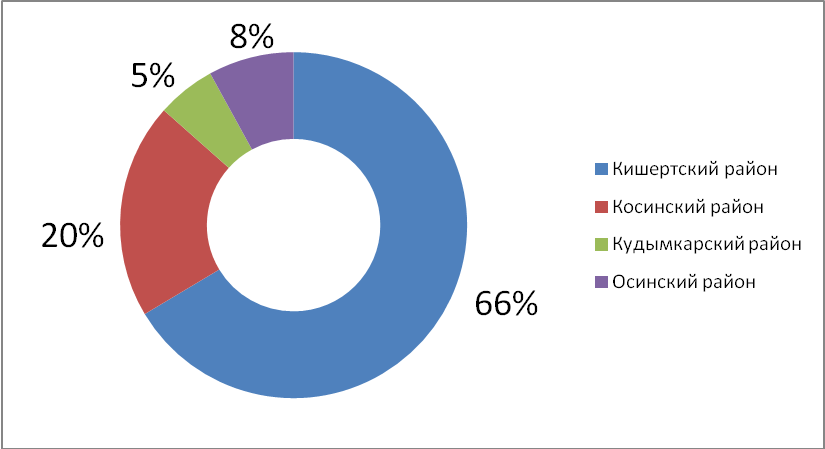 8%
5%
20%
66%
Кишертский район
Косинский район
Кудымкарский район
Осинский район